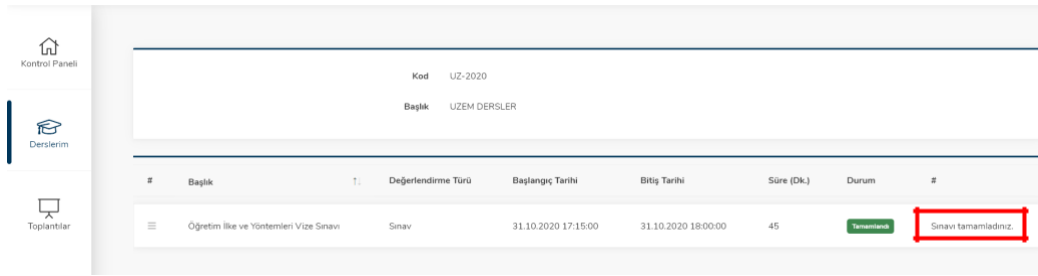 Kontrol Paneli
Derslerim
Toplantılar
Kod UZ-2020
Başlık UZEM DERSLER
# Başlık Değerlendirme Türü Başlangıç Tarihi Bitiş Tarihi Süre (Dk.) Durum #
Öğretim İlke ve Yöntemleri Vize Sınavı Sınav 31.10.2020 17:15:00 31.10.2020 18:00:00 45 Tamamlandı Sınavı tamamladınız.